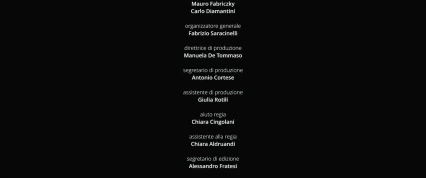 Mauro Fabriczky
Carlo Diamantini
organizzatore generale
Fabrizio Saracinelli
direttrice di produzione
Manuela De Tommaso
segretario di produzione
Antonio Cortese
assistente di produzione
Giulia Rotili
aiuto regia
Chiara Cingolani
assistente alla regia
Chiara Aldruandi
segretario di edizione
Alessandro Fratesi